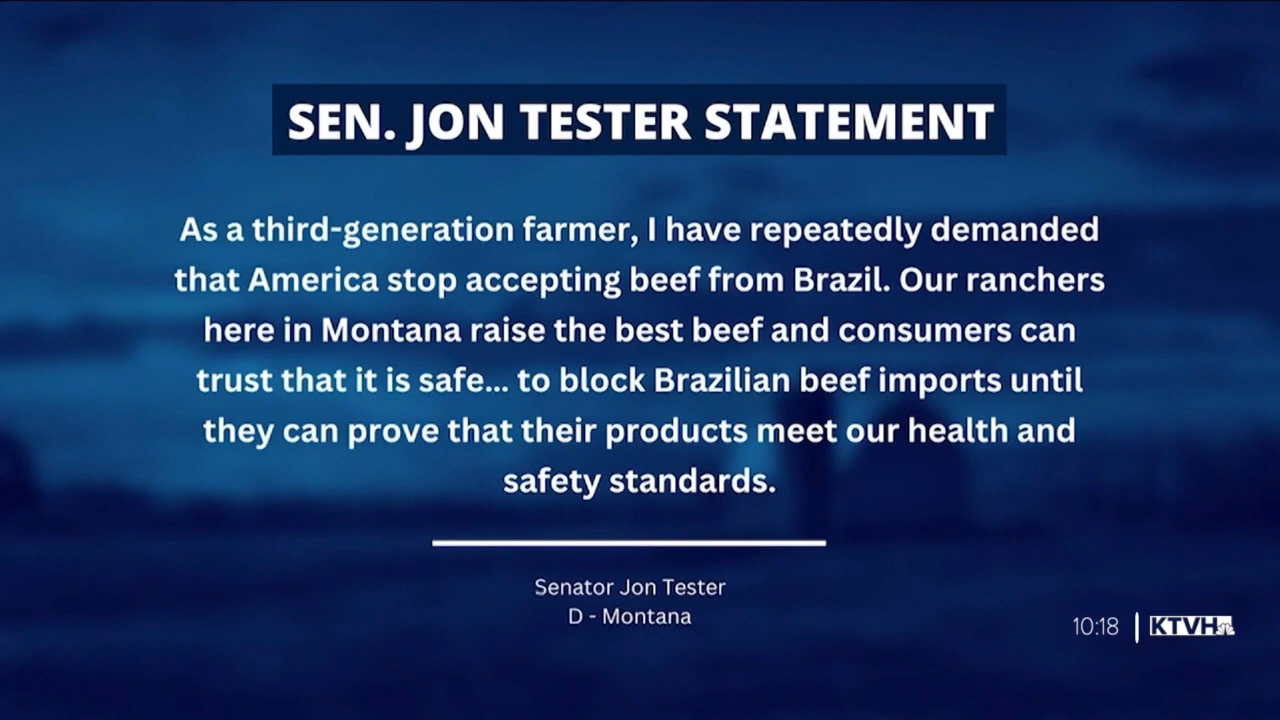 SEN. JON TESTER STATEMENT
As a third-generation farmer, I have repeatedly demanded
that America stop accepting beef from Brazil. Our ranchers
here in Montana raise the best beef and consumers can
trust that it is safe... to block Brazilian beef imports until
they can prove that their products meet our health and
safety standards.
Senator Jon Tester
D - Montana
10:18 | KTVH